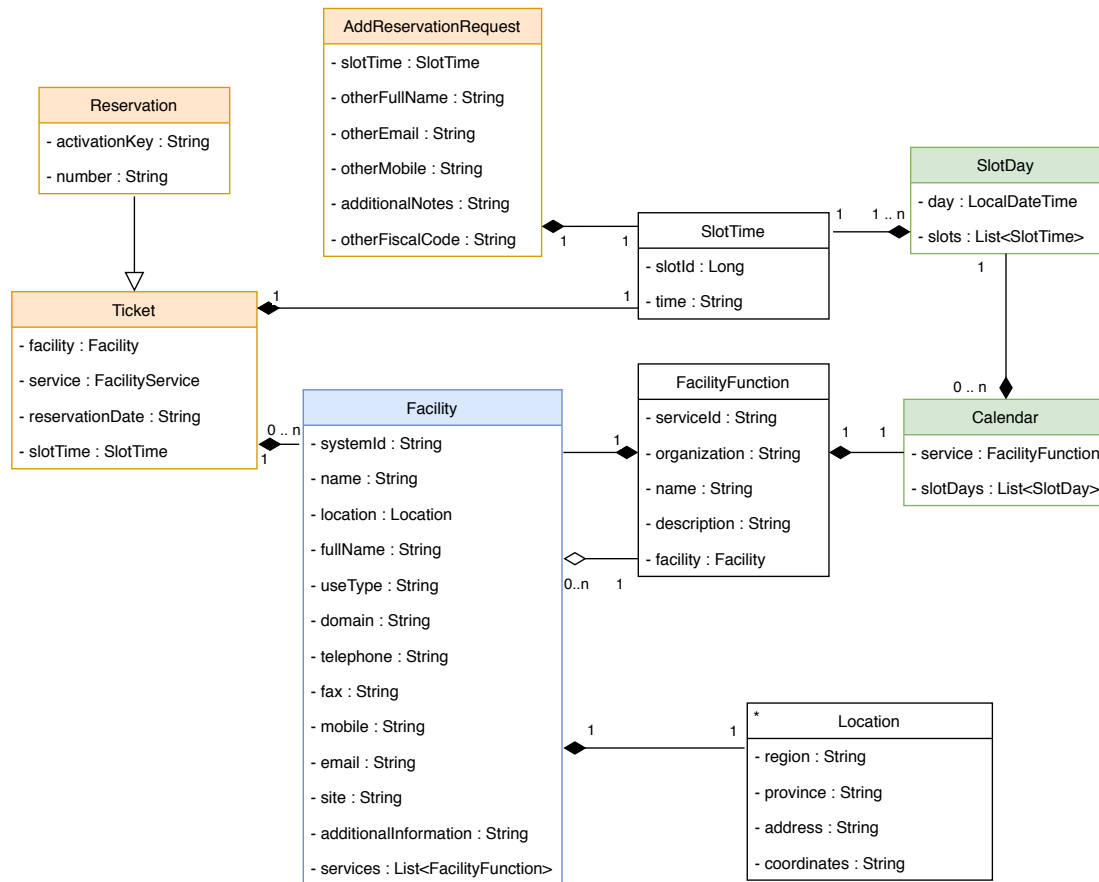 AddReservationRequest
- slotTime : SlotTime
- otherFullName : String
- otherEmail : String
- otherMobile : String
- additionalNotes : String
- otherFiscalCode : String
Reservation
- activationKey : String
- number : String
SlotDay
- day : LocalDateTime
- slots : List<SlotTime>
1
1
1
1 .. n
SlotTime
- slotId : Long
- time : String
1
Ticket
- facility : Facility
- service : FacilityService
- reservationDate : String
- slotTime : SlotTime
1
1
0 .. n
1
Facility
- systemId : String
- name : String
- location : Location
- fullName : String
- useType : String
- domain : String
- telephone : String
- fax : String
- mobile : String
- email : String
- site : String
- additionalInformation : String
- services : List<FacilityFunction>
1
0..n
1
FacilityFunction
- serviceId : String
- organization : String
- name : String
- description : String
- facility : Facility
1
1
0 .. n
Calendar
- service : FacilityFunction
- slotDays : List<SlotDay>
1
1
*
Location
- region : String
- province : String
- address : String
- coordinates : String